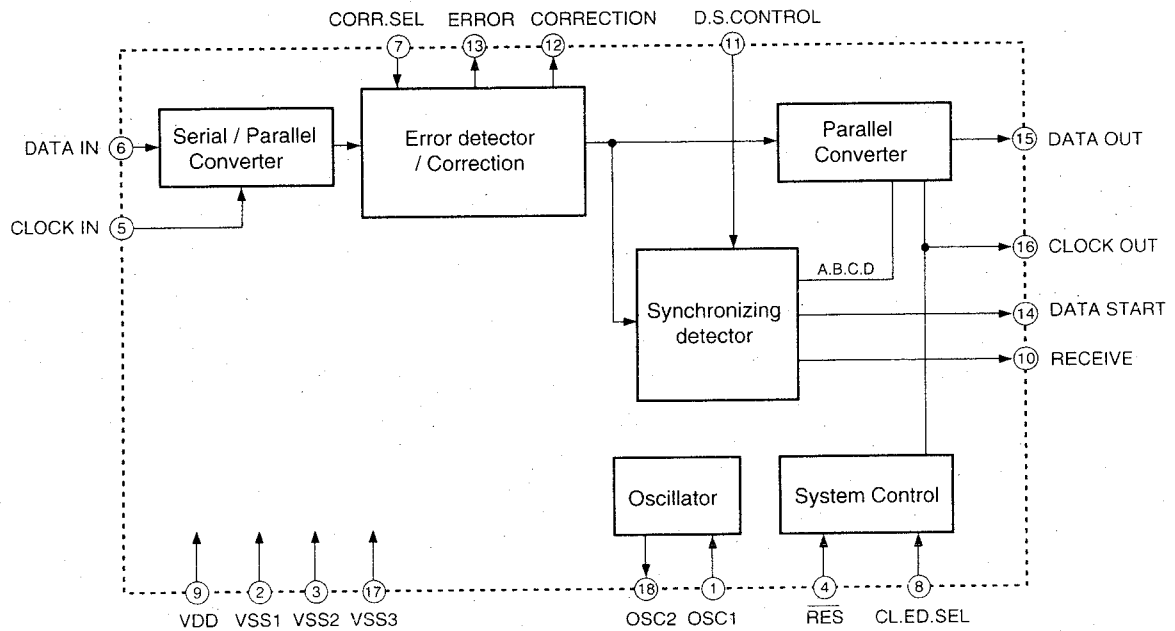 CORR.SEL ERROR CORRECTION D.S.CONTROL
7 13 12 11
DATA IN 6
Serial / Parallel
Converter
Error detector
/ Correction
Parallel
Converter
15 DATA OUT
CLOCK IN 5
16 CLOCK OUT
A.B.C.D
Synchronizing
detector
14 DATA START
10 RECEIVE
Oscillator
System Control
9 2 3 17 18 1 4 8
VDD VSS1 VSS2 VSS3 OSC2 OSC1 RES CL.ED.SEL